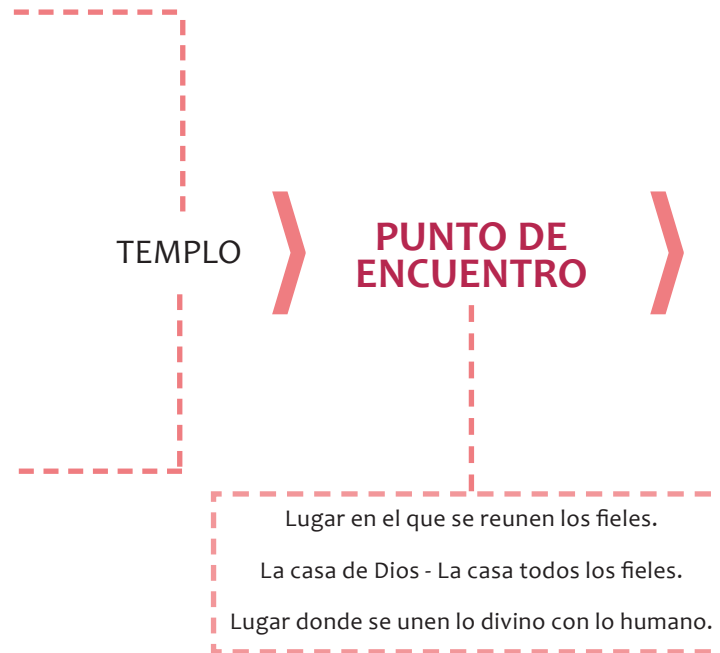 TEMPLO
PUNTO DE
ENCUENTRO
Lugar en el que se reunen los fieles.
La casa de Dios - La casa todos los fieles.
Lugar donde se unen lo divino con lo humano.